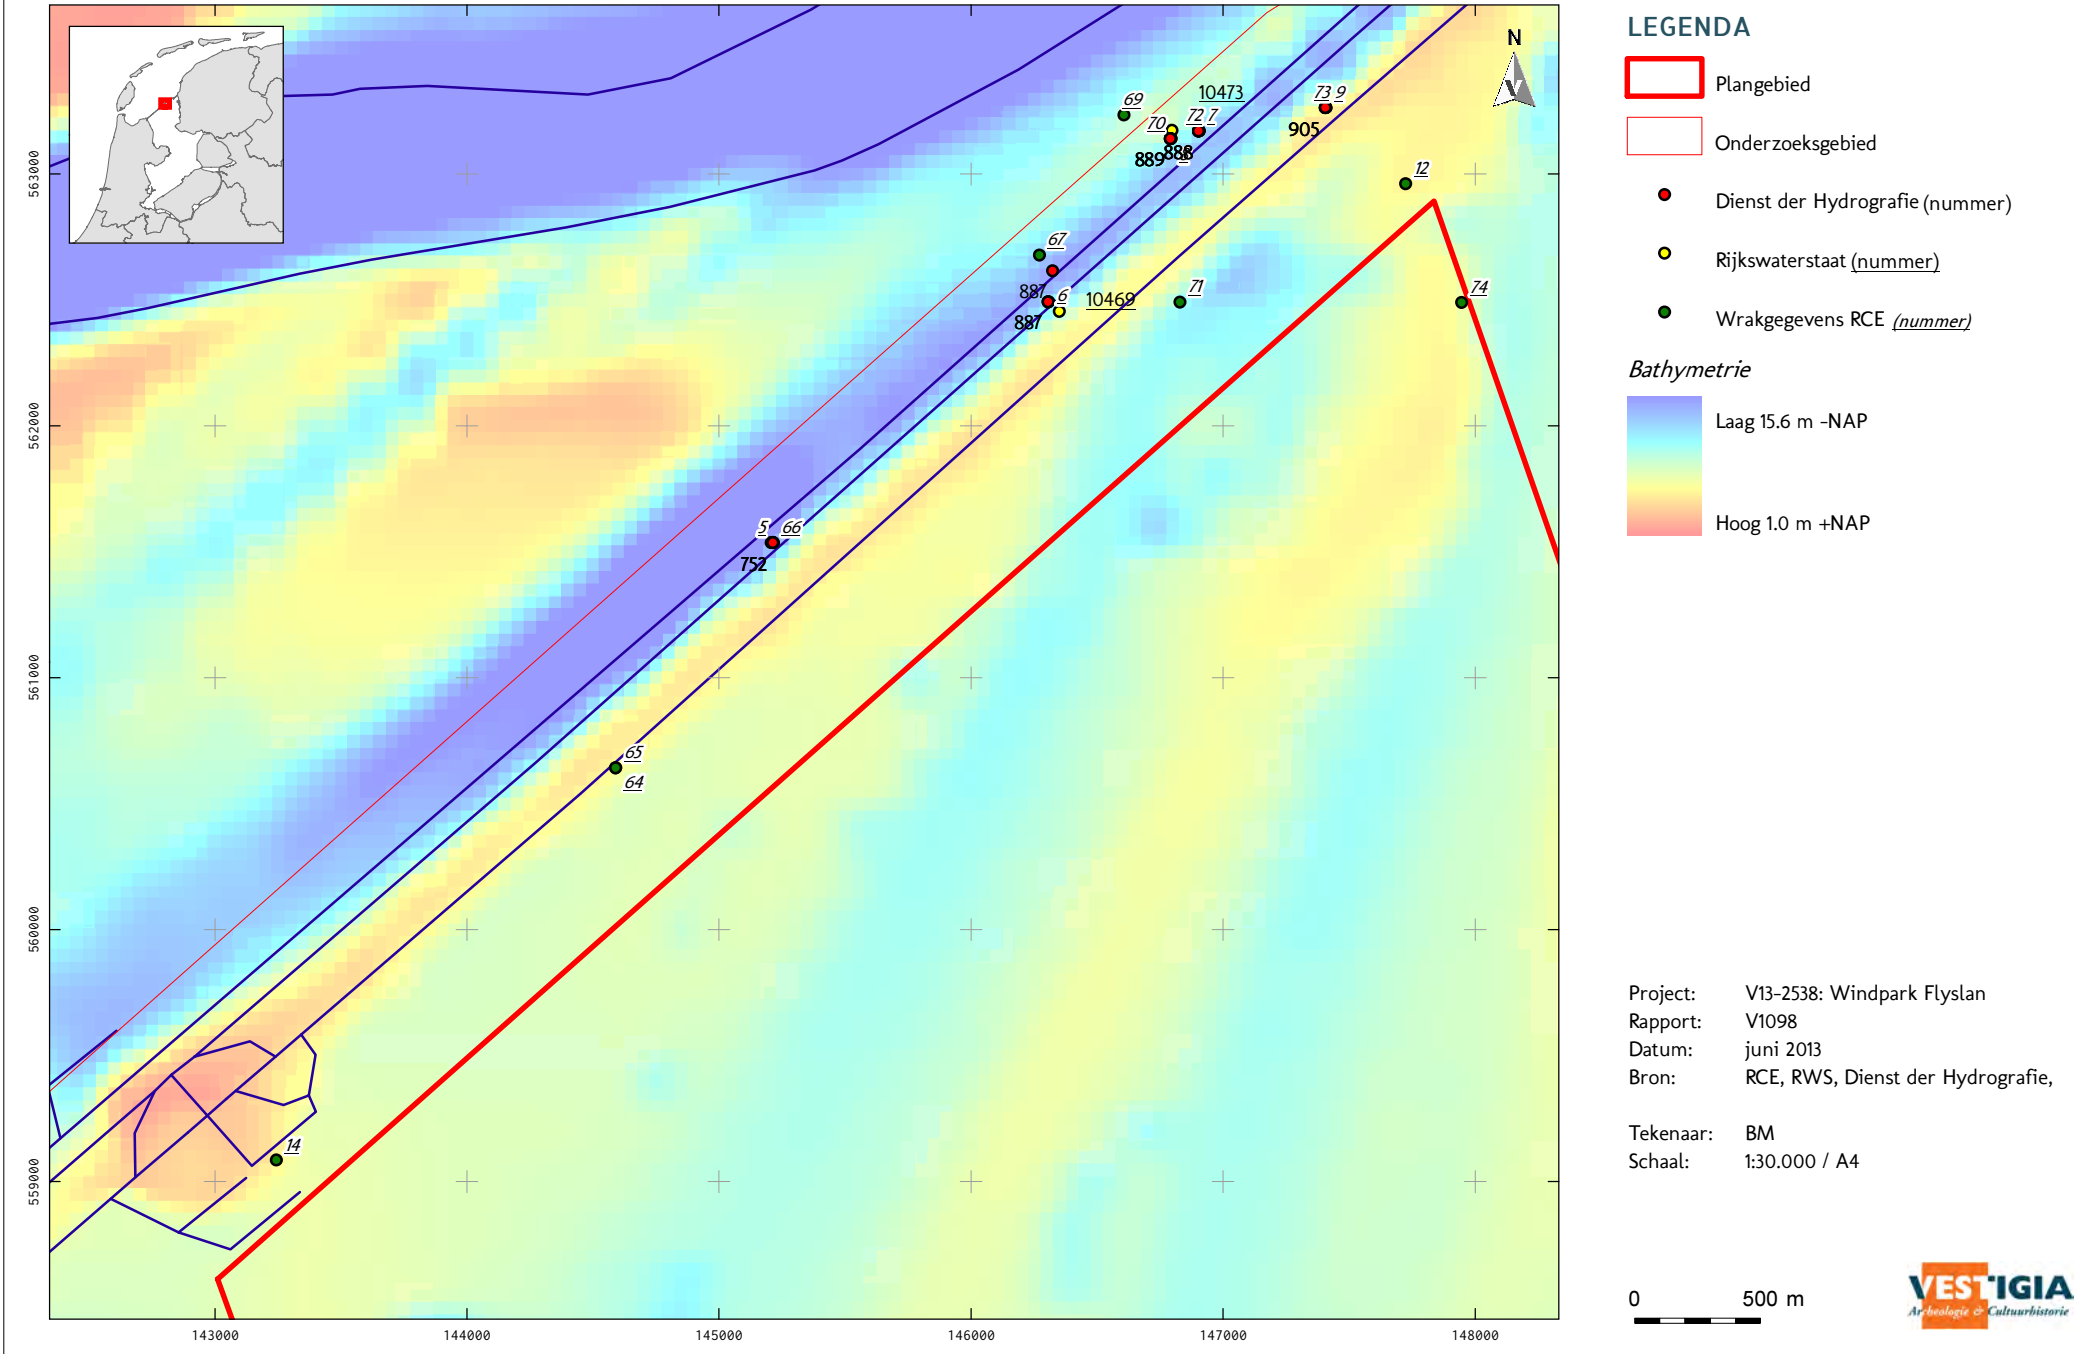 69
10473
73 9
70
72 7
905
888
889
12
67
887
6
10469
71
74
887
5 66
752
65
64
14
563000
562000
561000
560000
559000
143000 144000 145000 146000 147000 148000
N
LEGENDA
Plangebied
Onderzoeksgebied
Dienst der Hydrografie (nummer)
Rijkswaterstaat (nummer)
Wrakgegevens RCE (nummer)
Bathymetrie
Laag 15.6 m -NAP
Hoog 1.0 m +NAP
Project: V13-2538: Windpark Flyslan
Rapport: V1098
Datum: juni 2013
Bron: RCE, RWS, Dienst der Hydrografie,
Tekenaar: BM
Schaal: 1:30.000 / A4
0 500 m
VESTIGIA
Archeologie & Cultuurhistorie